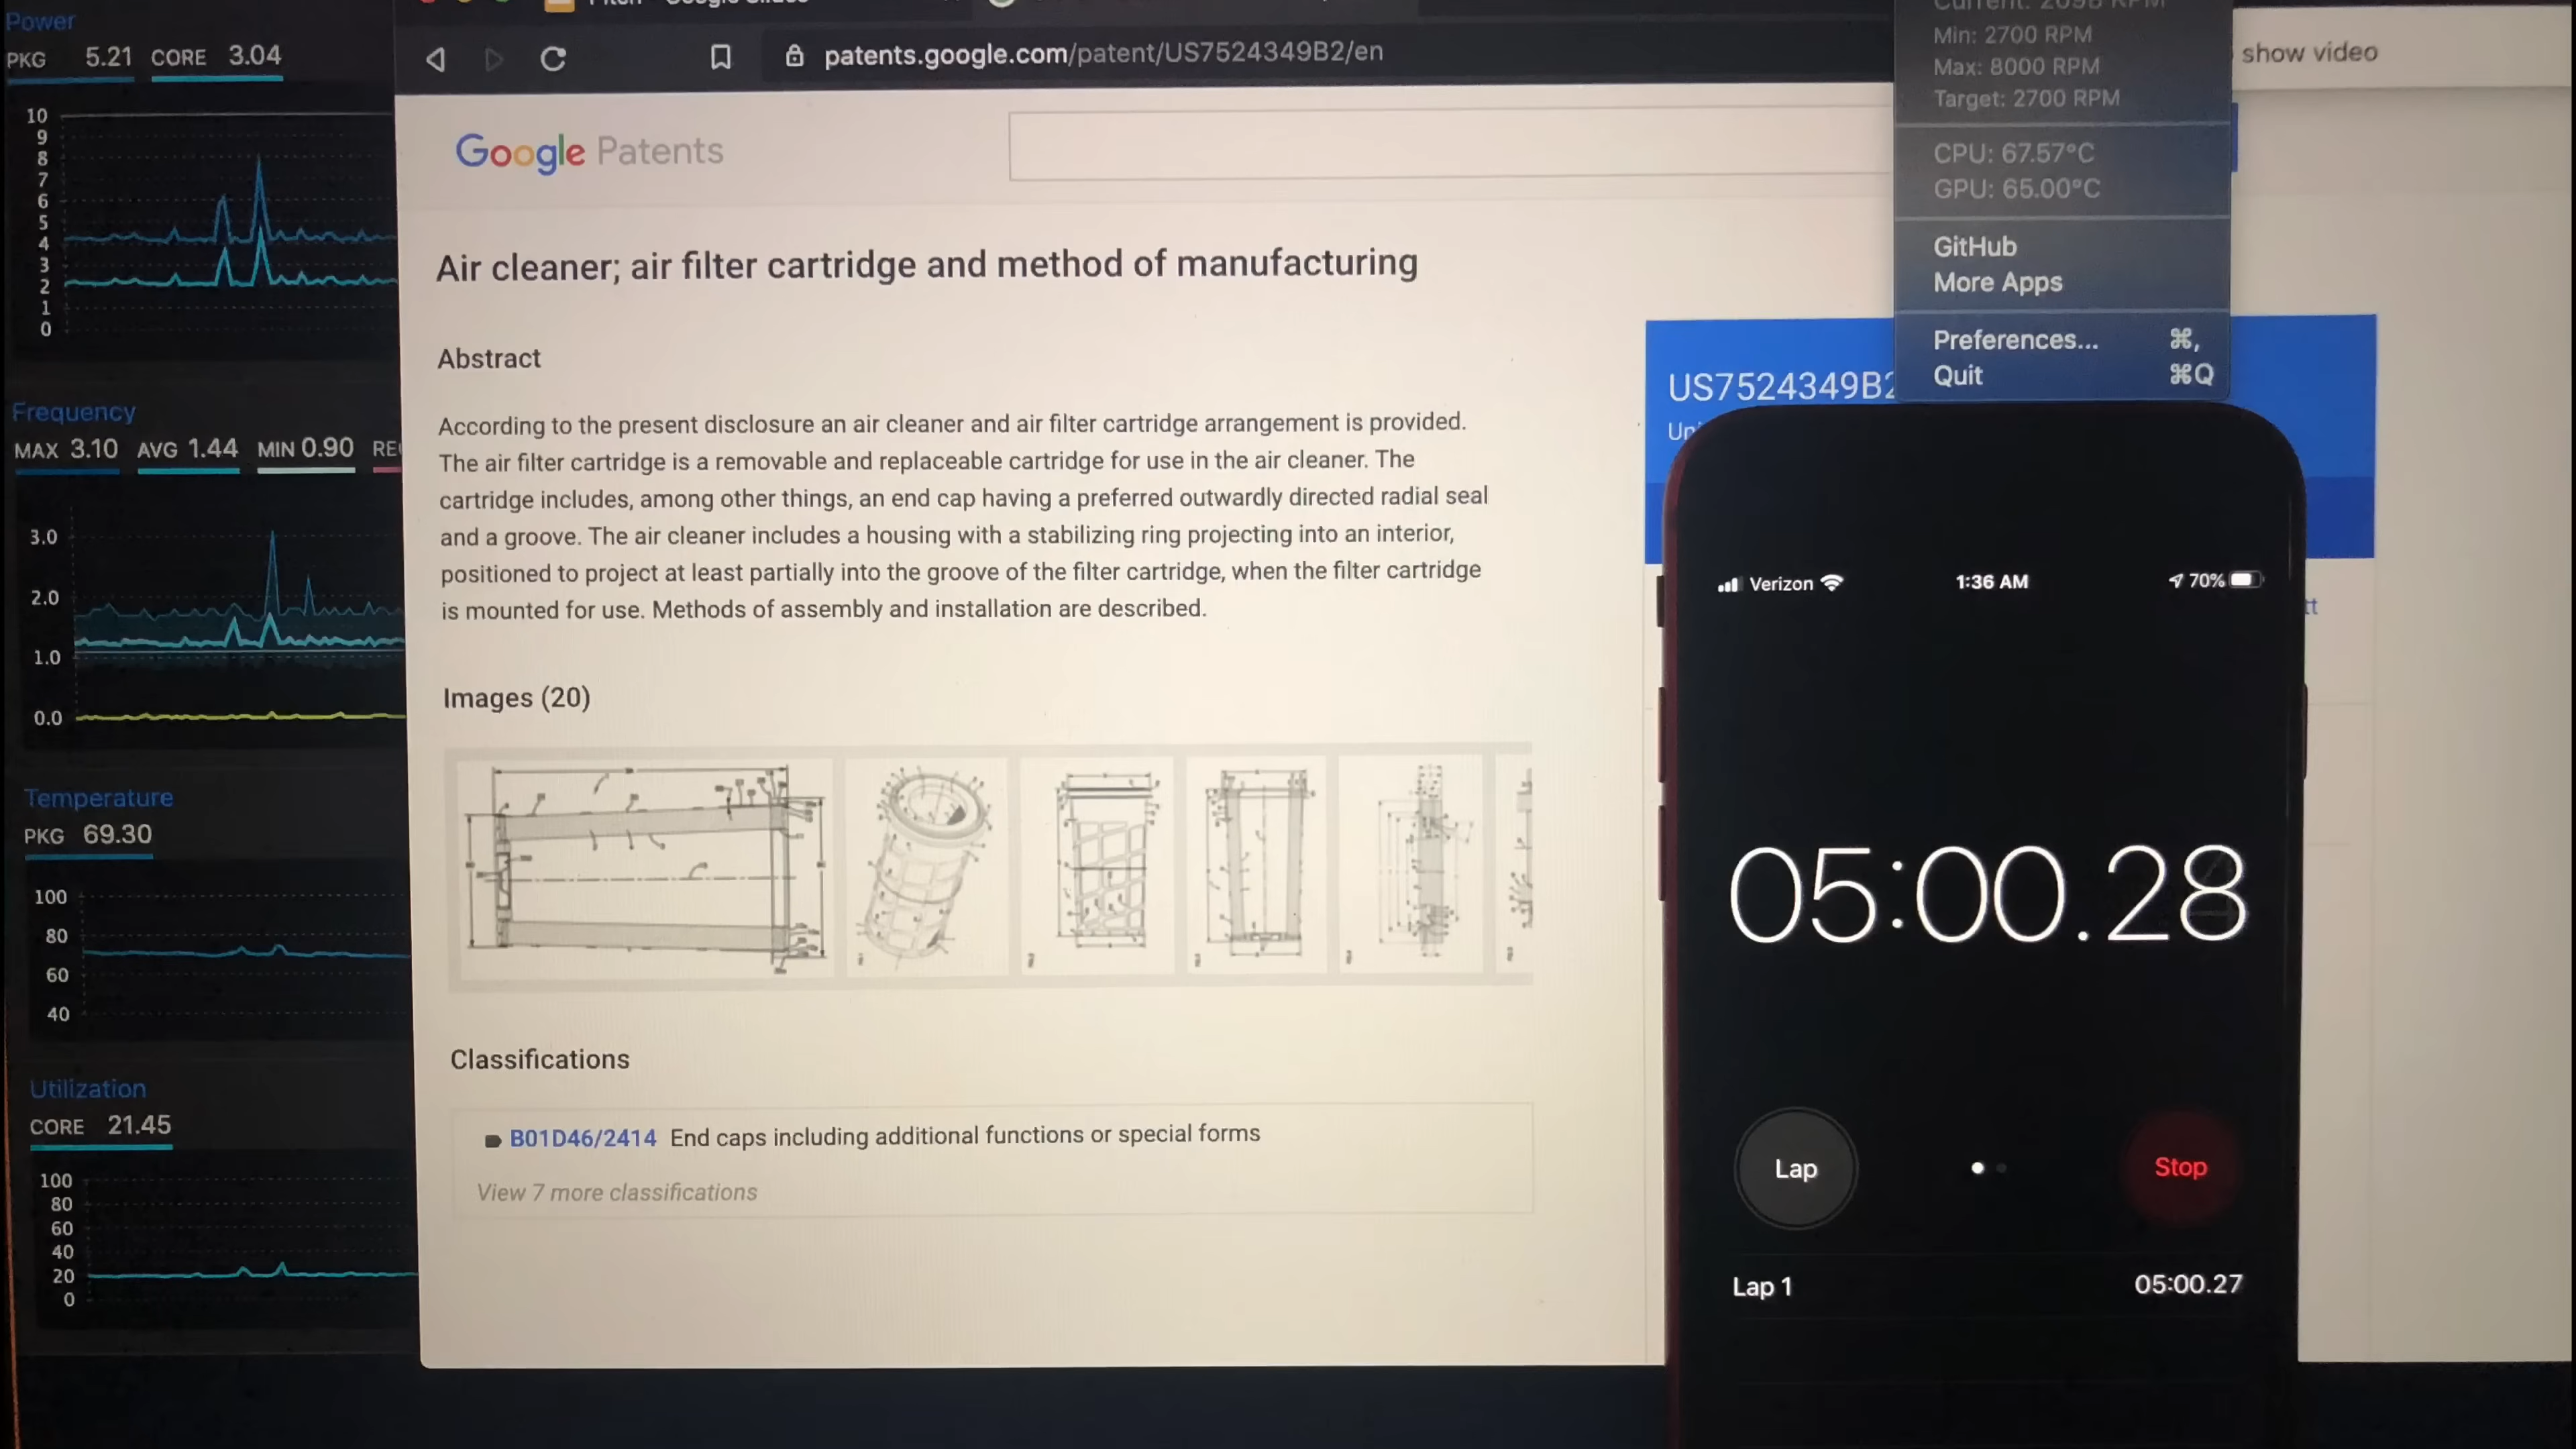 Power
PKG 5.21 CORE 3.04
10
9
8
7
6
5
4
3
2
1
0
Frequency
MAX 3.10 AVG 1.44 MIN 0.90
3.0
2.0
1.0
0.0
Temperature
PKG 69.30
100
80
60
40
Utilization
CORE 21.45
100
80
60
40
20
0
patents.google.com/patent/US7524349B2/en
Google Patents
Air cleaner; air filter cartridge and method of manufacturing
Abstract
According to the present disclosure an air cleaner and air filter cartridge arrangement is provided.
The air filter cartridge is a removable and replaceable cartridge for use in the air cleaner. The
cartridge includes, among other things, an end cap having a preferred outwardly directed radial seal
and a groove. The air cleaner includes a housing with a stabilizing ring projecting into an interior,
positioned to project at least partially into the groove of the filter cartridge, when the filter cartridge
is mounted for use. Methods of assembly and installation are described.
Images (20)
Classifications
B01D46/2414 End caps including additional functions or special forms
View 7 more classifications
Min: 2700 RPM
Max: 8000 RPM
Target: 2700 RPM
CPU: 67.57°C
GPU: 65.00°C
GitHub
More Apps
Preferences... ⌘,
Quit ⌘Q
show video
US7524349B2
Verizon 1:36 AM 70%
05:00.28
Lap Stop
Lap 1 05:00.27